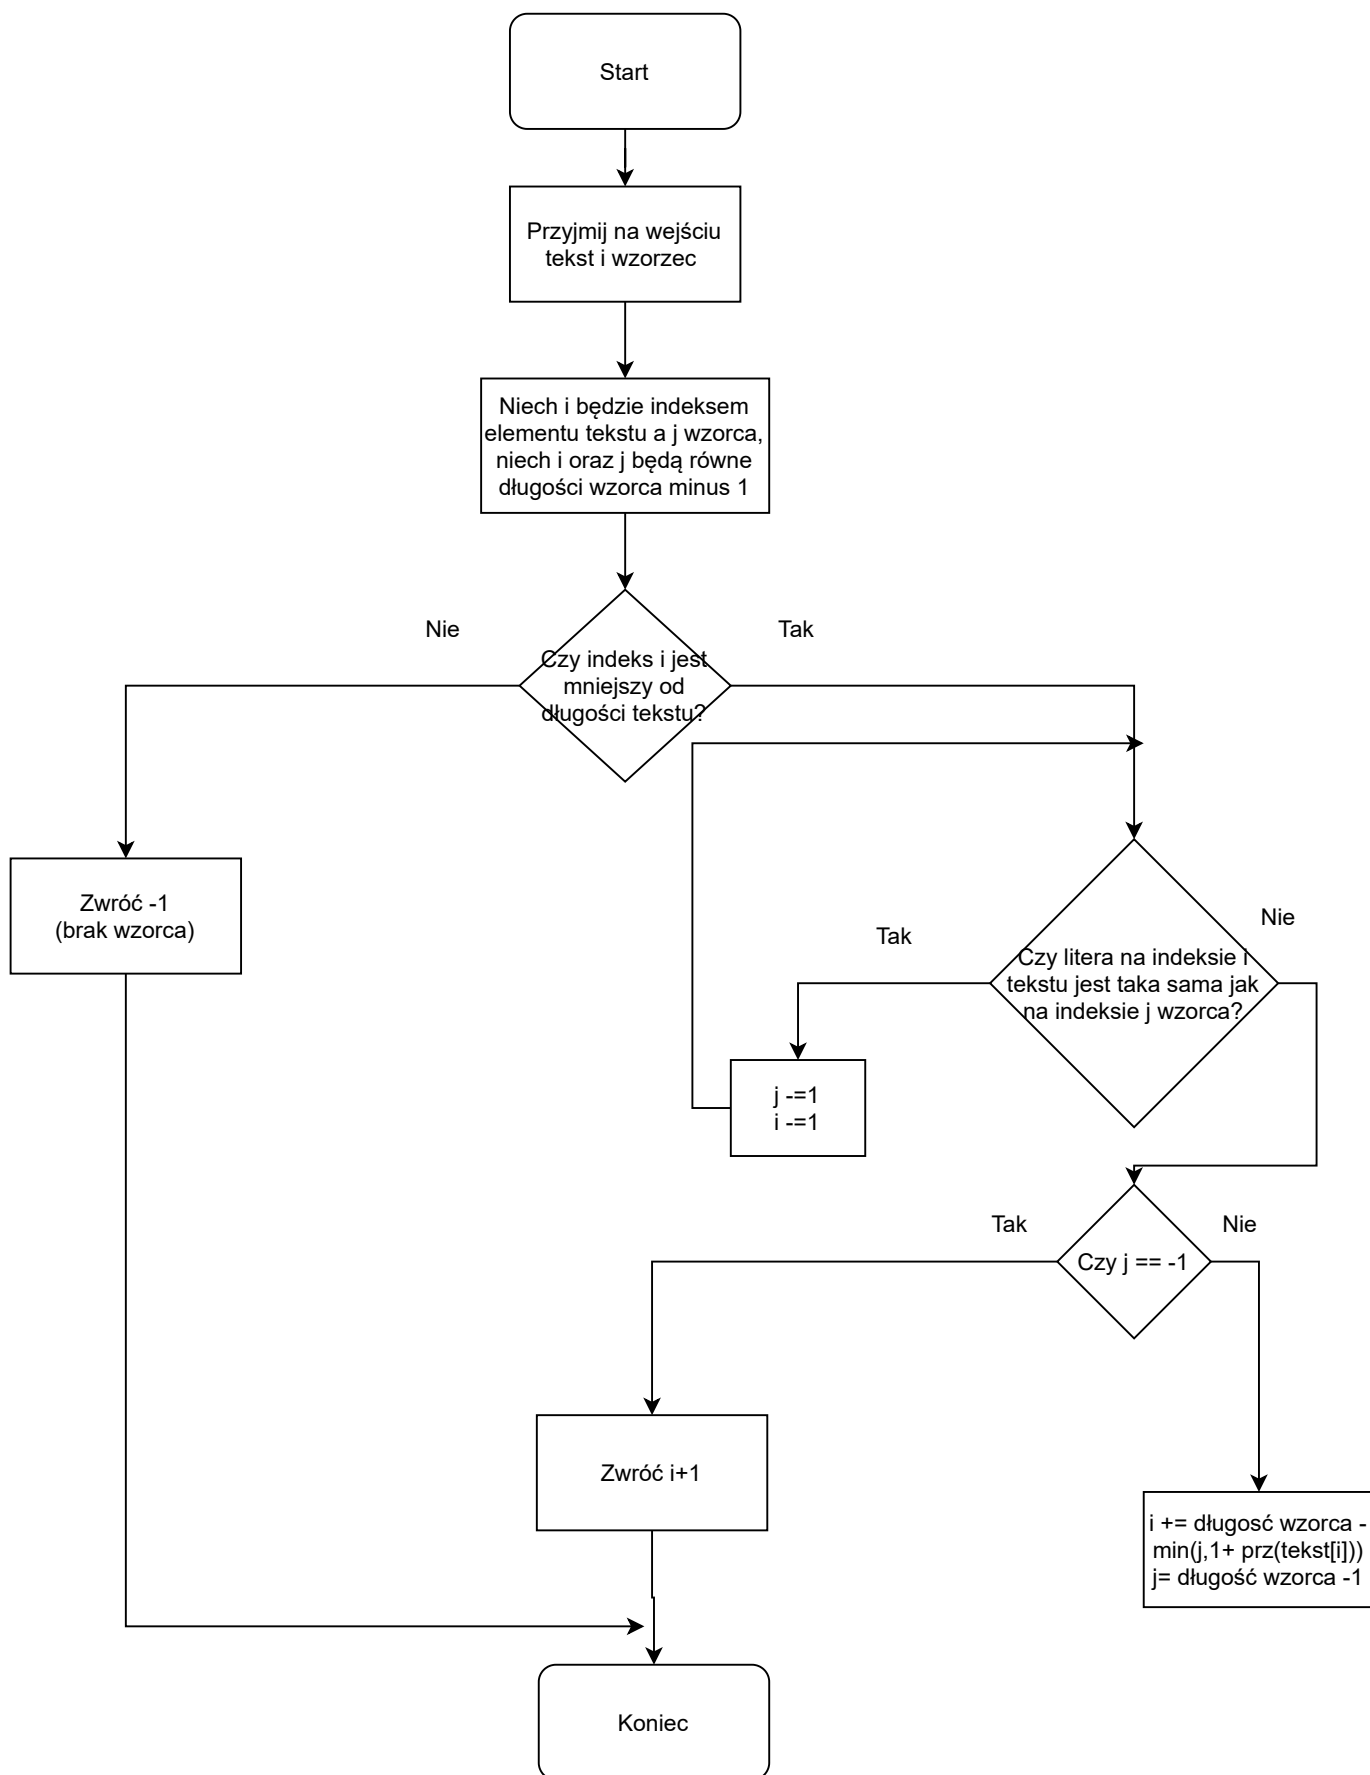 Start
Przyjmij na wejściu
tekst i wzorzec
Niech i będzie indeksem
elementu tekstu a j wzorca,
niech i oraz j będą równe
długości wzorca minus 1
Nie
Tak
Czy indeks i jest
mniejszy od
długości tekstu?
Zwróć -1
(brak wzorca)
Tak
Nie
Czy litera na indeksie i
tekstu jest taka sama jak
na indeksie j wzorca?
j -=1
i -=1
Tak
Nie
Czy j == -1
Zwróć i+1
i += długosć wzorca -
min(j,1+ prz(tekst[i]))
j= długość wzorca -1
Koniec